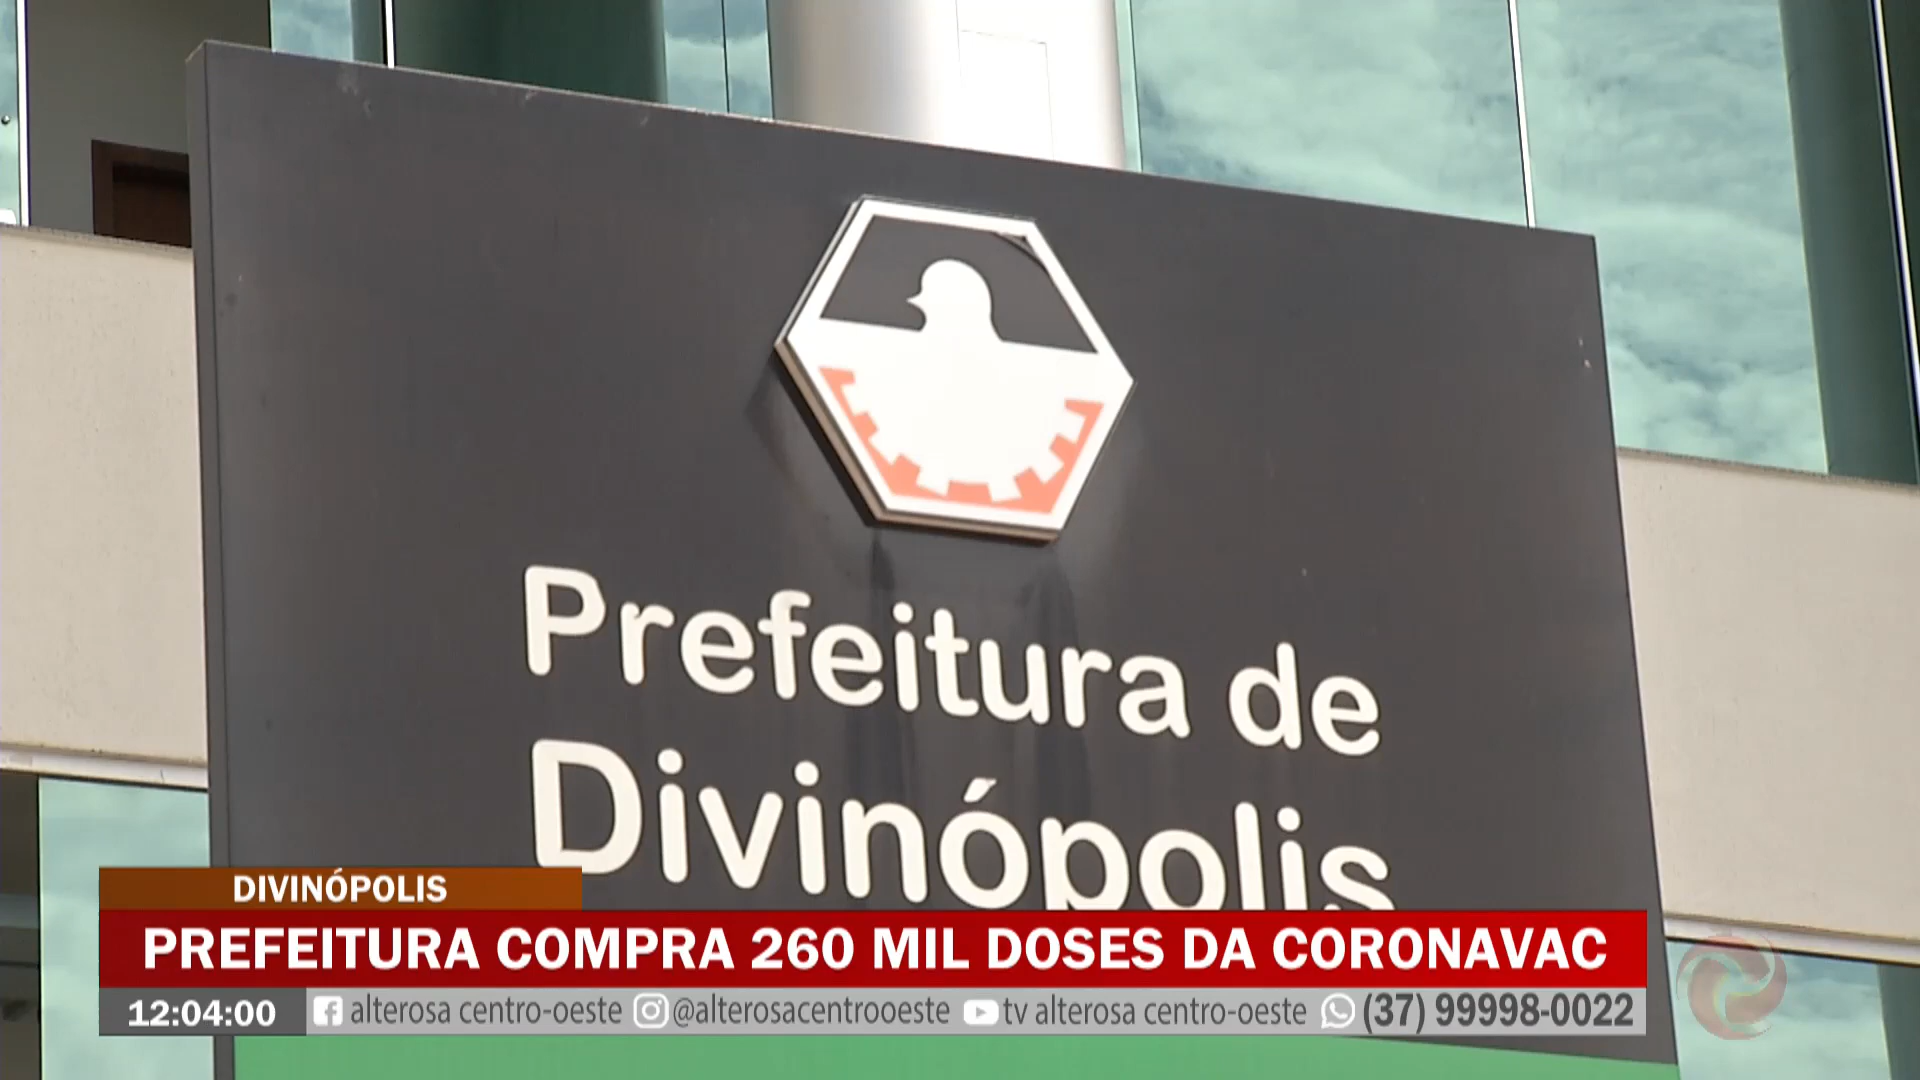 Prefeitura de
Divinópolis
DIVINÓPOLIS
PREFEITURA COMPRA 260 MIL DOSES DA CORONAVAC
12:04:00 alterosa centro-oeste @alterosacentrooeste tv alterosa centro-oeste (37) 99998-0022